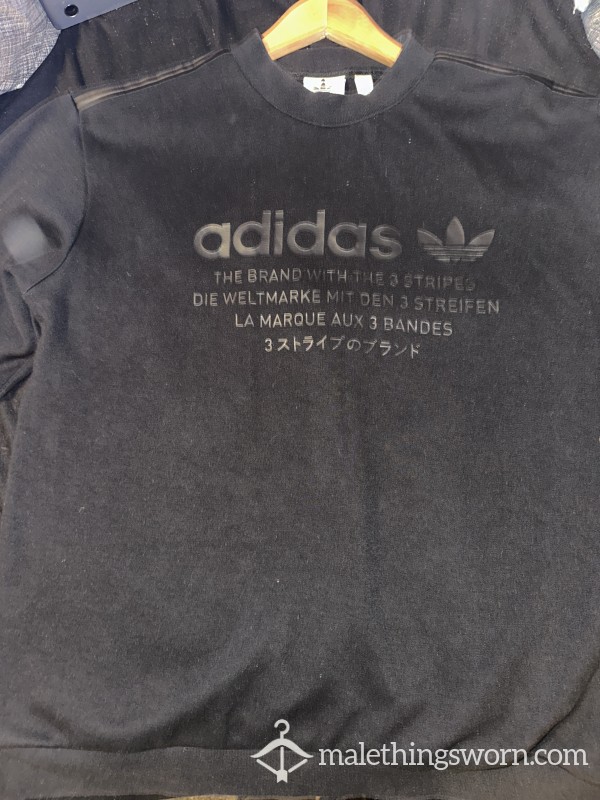 adidas
THE BRAND WITH THE 3 STRIPES
DIE WELTMARKE MIT DEN 3 STREIFEN
LA MARQUE AUX 3 BANDES
3ストライプのブランド
malethingsworn.com